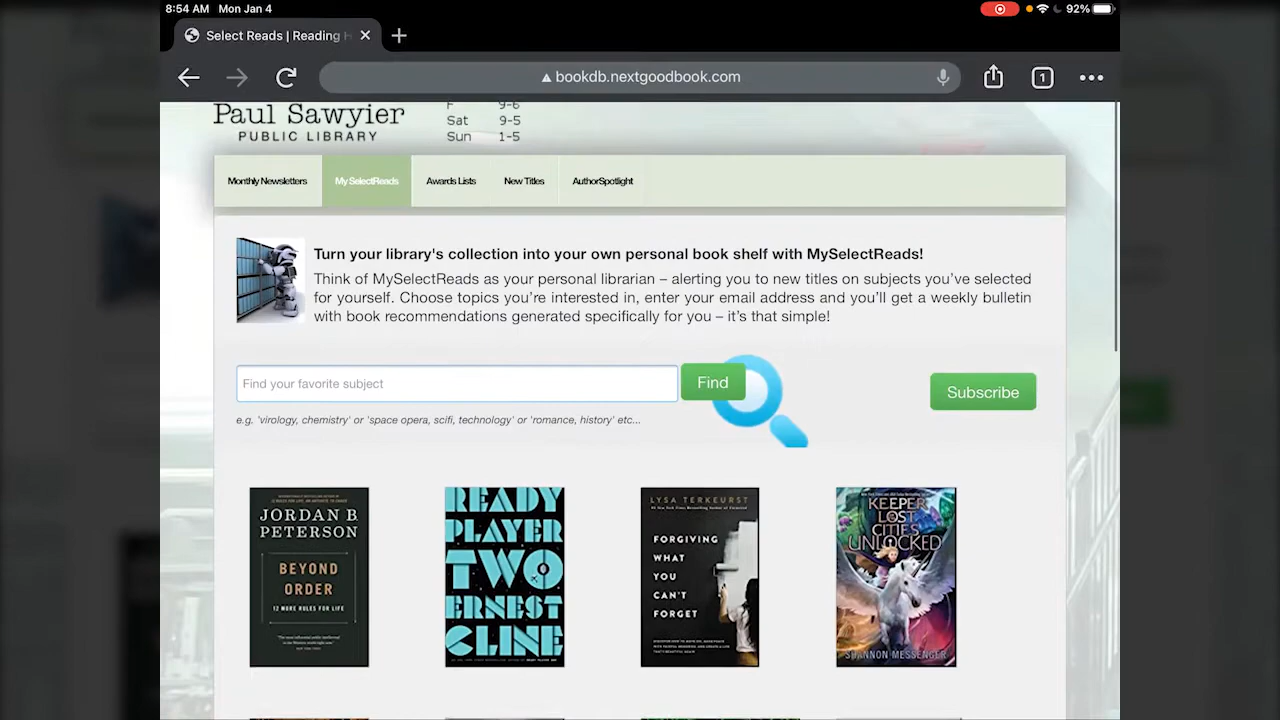 8:54 AM Mon Jan 4
92%
Select Reads | Reading
bookdb.nextgoodbook.com
1
Paul Sawyier
PUBLIC LIBRARY
F 9-6
Sat 9-5
Sun 1-5
Monthly Newsletters
My SelectReads
Awards Lists
New Titles
AuthorSpotlight
Turn your library's collection into your own personal book shelf with MySelectReads!
Think of MySelectReads as your personal librarian – alerting you to new titles on subjects you've selected
for yourself. Choose topics you're interested in, enter your email address and you'll get a weekly bulletin
with book recommendations generated specifically for you – it's that simple!
Find your favorite subject
Find
Subscribe
e.g. 'virology, chemistry' or 'space opera, scifi, technology' or 'romance, history' etc...
JORDAN B
PETERSON
BEYOND
ORDER
12 MORE RULES FOR LIFE
READY
PLAYER
TWO
ERNEST
CLINE
LYSA TERKEURST
FORGIVING
WHAT
YOU
CAN'T
FORGET
KEEPER
LOST
CITIES
UNLOCKED
SHANNON MESSENGER